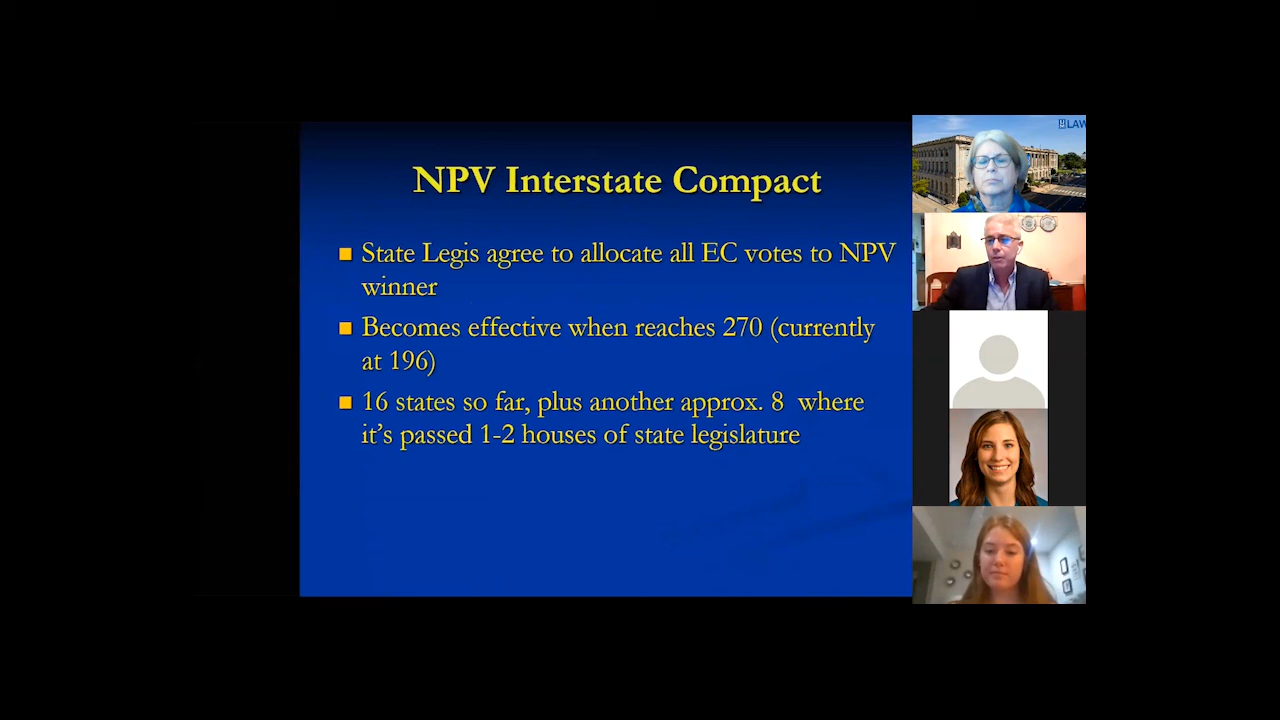 NPV Interstate Compact
State Legis agree to allocate all EC votes to NPV
winner
Becomes effective when reaches 270 (currently
at 196)
16 states so far, plus another approx. 8 where
it's passed 1-2 houses of state legislature
LAW